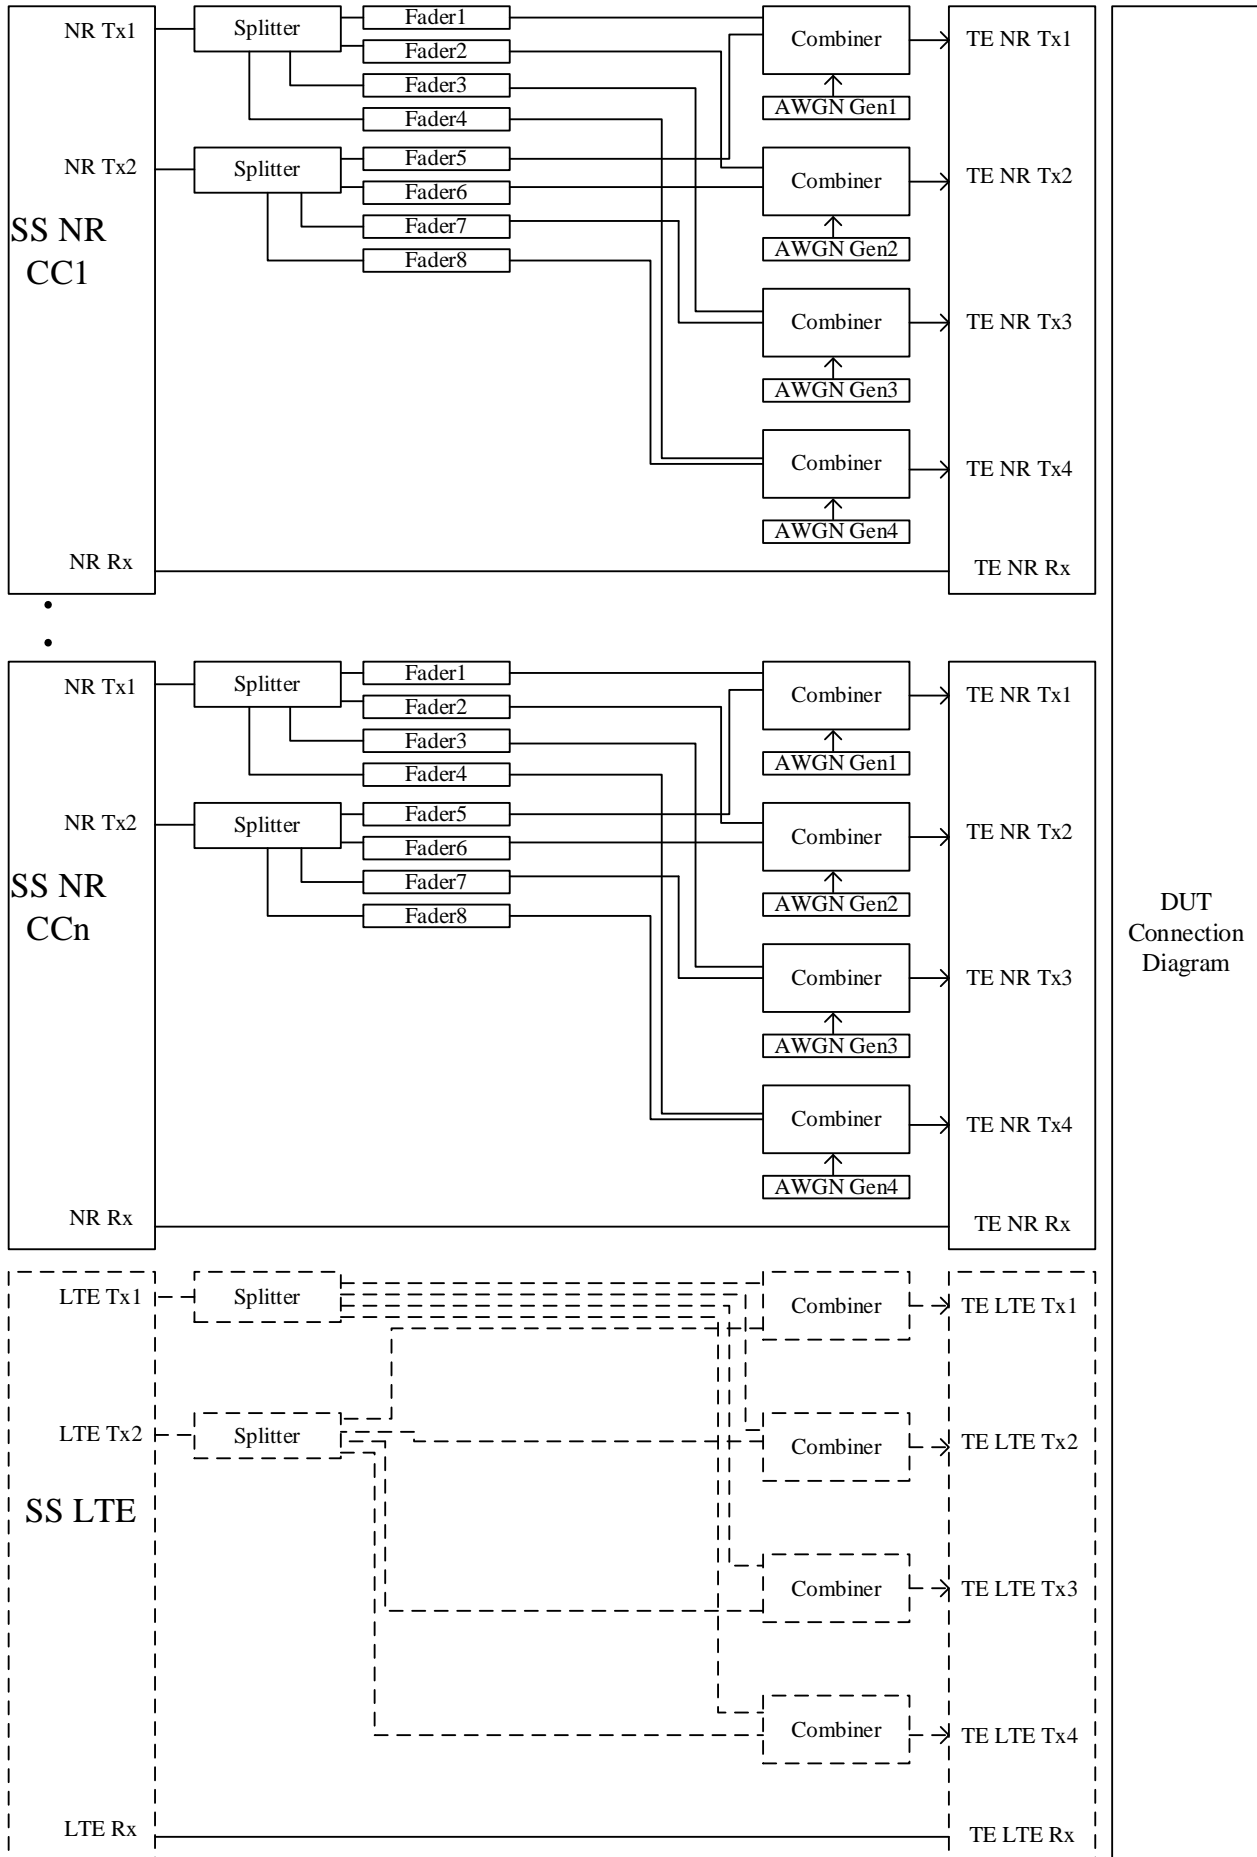 NR Tx1
Splitter
Fader1
Fader2
Fader3
Fader4
Combiner
AWGN Gen1
TE NR Tx1
NR Tx2
Splitter
Fader5
Fader6
Fader7
Fader8
Combiner
AWGN Gen2
TE NR Tx2
SS NR
CC1
Combiner
AWGN Gen3
TE NR Tx3
Combiner
AWGN Gen4
TE NR Tx4
NR Rx
TE NR Rx
•
•
NR Tx1
Splitter
Fader1
Fader2
Fader3
Fader4
Combiner
AWGN Gen1
TE NR Tx1
NR Tx2
Splitter
Fader5
Fader6
Fader7
Fader8
Combiner
AWGN Gen2
TE NR Tx2
SS NR
CCn
Combiner
AWGN Gen3
TE NR Tx3
Combiner
AWGN Gen4
TE NR Tx4
NR Rx
TE NR Rx
DUT
Connection
Diagram
LTE Tx1
Splitter
Combiner
TE LTE Tx1
LTE Tx2
Splitter
Combiner
TE LTE Tx2
SS LTE
Combiner
TE LTE Tx3
Combiner
TE LTE Tx4
LTE Rx
TE LTE Rx